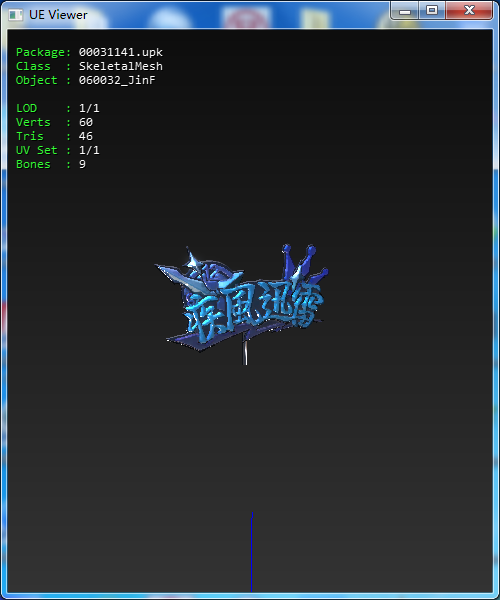 UE Viewer
Package: 00031141.upk
Class : SkeletalMesh
Object : 060032_JinF
LOD : 1/1
Verts : 60
Tris : 46
UV Set : 1/1
Bones : 9
疾風迅雷